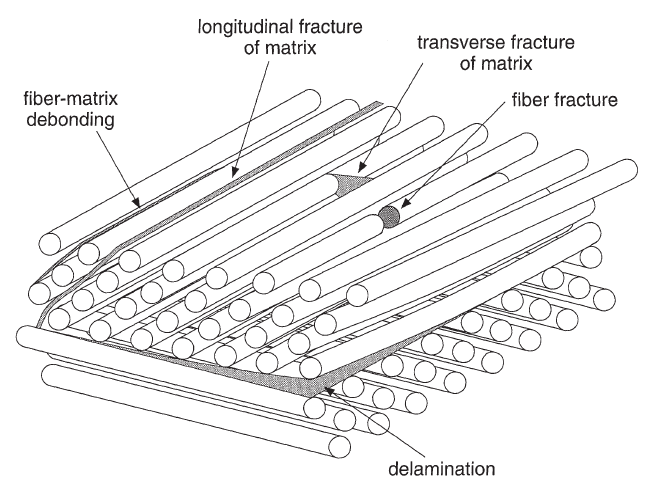 longitudinal fracture
of matrix
transverse fracture
of matrix
fiber-matrix
debonding
fiber fracture
delamination